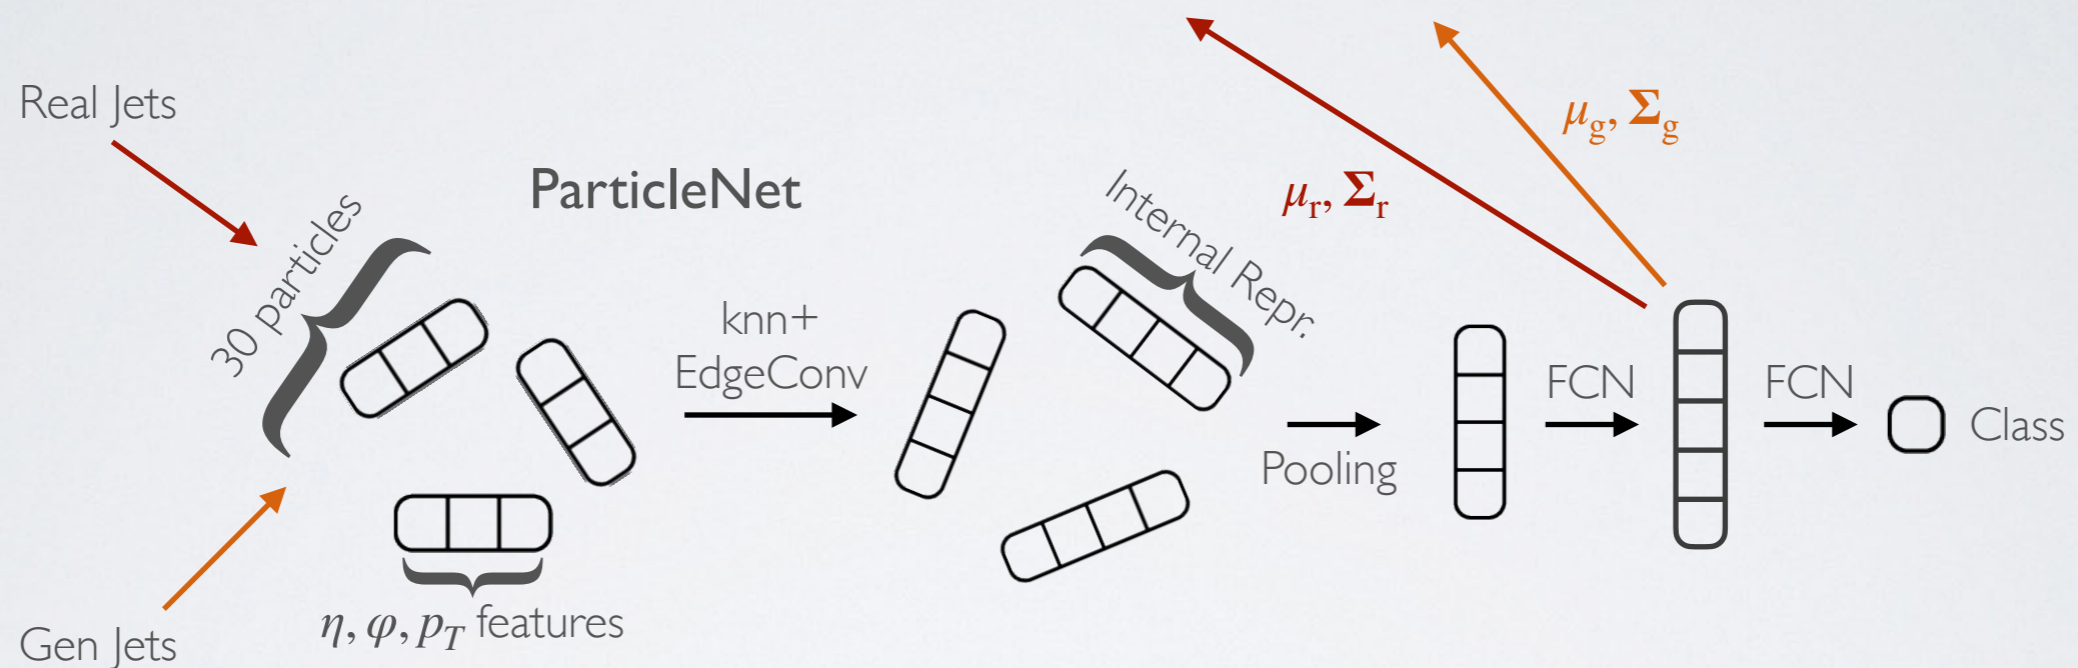 Real Jets
ParticleNet
30 particles
Internal Repr.
μr, Σr
μg, Σg
knn+
EdgeConv
Pooling
FCN
FCN
Class
η, φ, pT features
Gen Jets